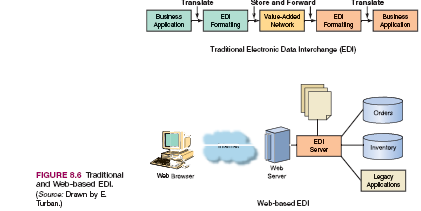 Translate Store and Forward Translate
Business Application
EDI Formatting
Value-Added Network
EDI Formatting
Business Application
Traditional Electronic Data Interchange (EDI)
Orders
EDI Server
Inventory
Web Browser
Web Server
Legacy Applications
FIGURE 8.6 Traditional
and Web-based EDI.
(Source: Drawn by E.
Turban.)
Web-based EDI